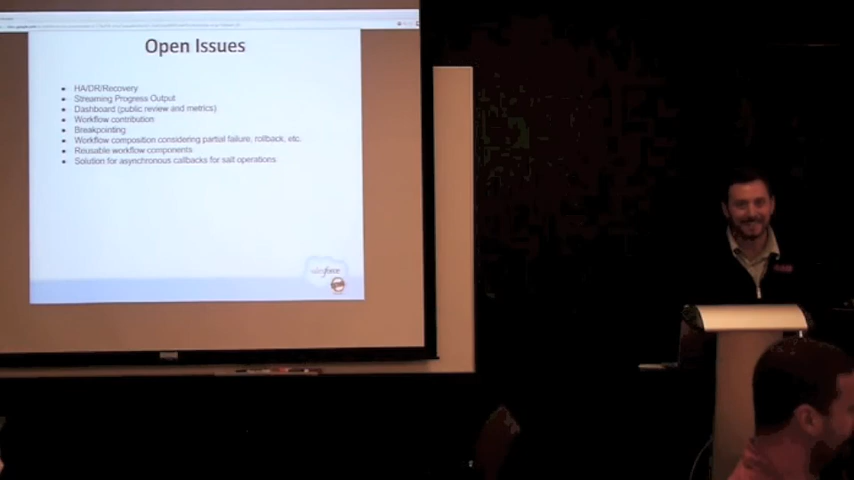 Open Issues
HA/DR/Recovery
Streaming Progress Output
Dashboard (public review and metrics)
Workflow contribution
Breakpointing
Workflow composition considering partial failure, rollback, etc.
Reusable workflow components
Solution for asynchronous callbacks for salt operations
salesforce